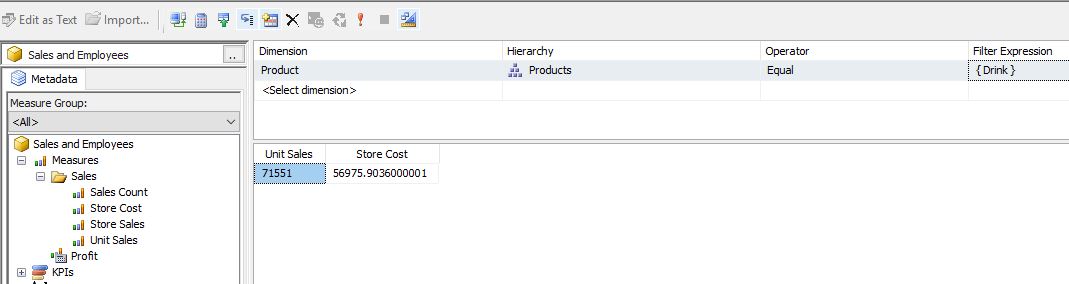 Edit as Text Import...
Sales and Employees ..
Metadata
Measure Group:
<All>
Sales and Employees
Measures
Sales
Sales Count
Store Cost
Store Sales
Unit Sales
Profit
KPIs
Dimension Hierarchy Operator Filter Expression
Product Products Equal { Drink }
<Select dimension>
Unit Sales Store Cost
71551 56975.9036000001